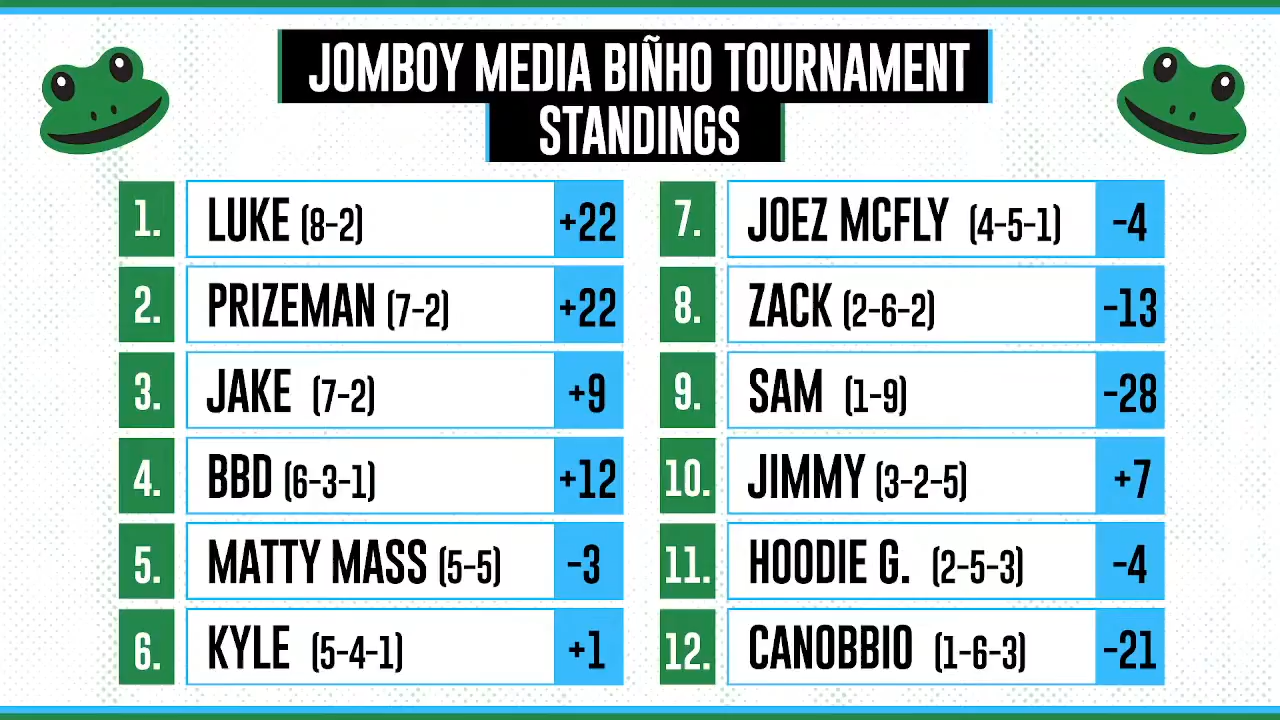 JOMBOY MEDIA BIÑHO TOURNAMENT
STANDINGS
1. LUKE (8-2) +22
2. PRIZEMAN (7-2) +22
3. JAKE (7-2) +9
4. BBD (6-3-1) +12
5. MATTY MASS (5-5) -3
6. KYLE (5-4-1) +1
7. JOEZ MCFLY (4-5-1) -4
8. ZACK (2-6-2) -13
9. SAM (1-9) -28
10. JIMMY (3-2-5) +7
11. HOODIE G. (2-5-3) -4
12. CANOBBIO (1-6-3) -21